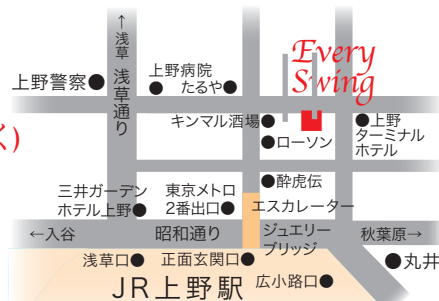 ←浅草
浅草通り
Every
Swing
上野警察●
上野病院
●　たるや●
キンマル酒場●
●上野
ターミナル
ホテル
●ローソン
く)
●酔虎伝
三井ガーデン
ホテル上野●
東京メトロ
2番出口●
エスカレーター
←入谷
昭和通り
ジュエリー
ブリッジ
秋葉原→
浅草口●
正面玄関口●
広小路口●
●丸井
JR上野駅